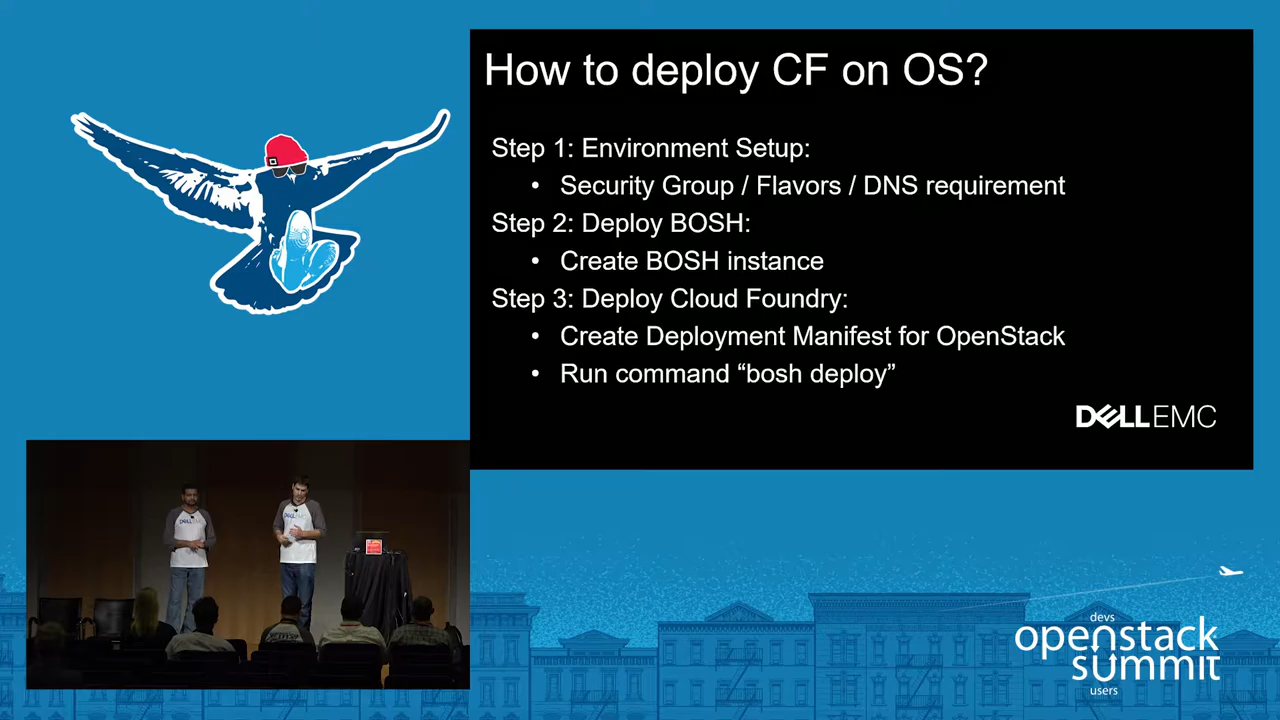 How to deploy CF on OS?
Step 1: Environment Setup:
• Security Group / Flavors / DNS requirement
Step 2: Deploy BOSH:
• Create BOSH instance
Step 3: Deploy Cloud Foundry:
• Create Deployment Manifest for OpenStack
• Run command “bosh deploy”
DELLEMC
DELLEMC
DELLEMC
devs
openstack
summit
users